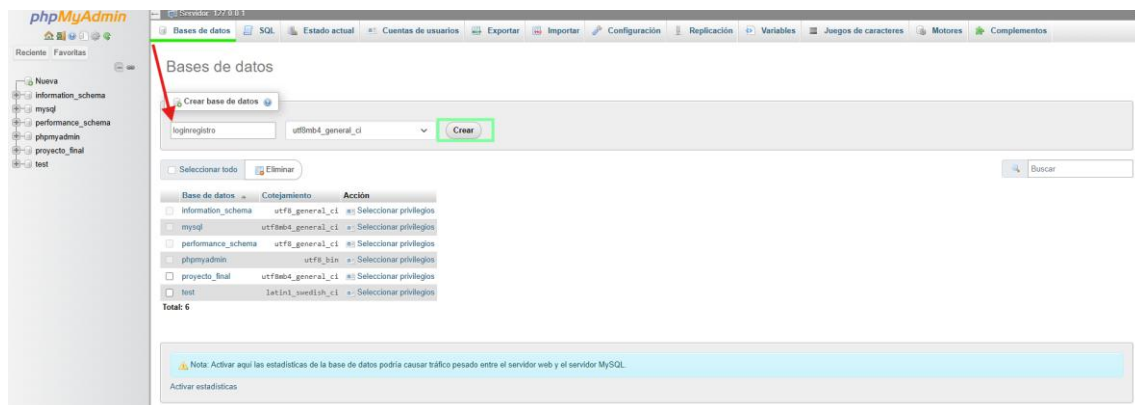 phpMyAdmin
Reciente Favoritas
Nueva
information_schema
mysql
performance_schema
phpmyadmin
proyecto_final
test
Servidor: 127.0.0.1
Bases de datos SQL Estado actual Cuentas de usuarios Exportar Importar Configuración Replicación Variables Juegos de caracteres Motores Complementos
Bases de datos
Crear base de datos
loginregistro utf8mb4_general_ci Crear
Seleccionar todo Eliminar Buscar
Base de datos Cotejamiento Acción
information_schema utf8_general_ci Seleccionar privilegios
mysql utf8mb4_general_ci Seleccionar privilegios
performance_schema utf8_general_ci Seleccionar privilegios
phpmyadmin utf8_bin Seleccionar privilegios
proyecto_final utf8mb4_general_ci Seleccionar privilegios
test latin1_swedish_ci Seleccionar privilegios
Total: 6
Nota: Activar aquí las estadísticas de la base de datos podría causar tráfico pesado entre el servidor web y el servidor MySQL.
Activar estadísticas